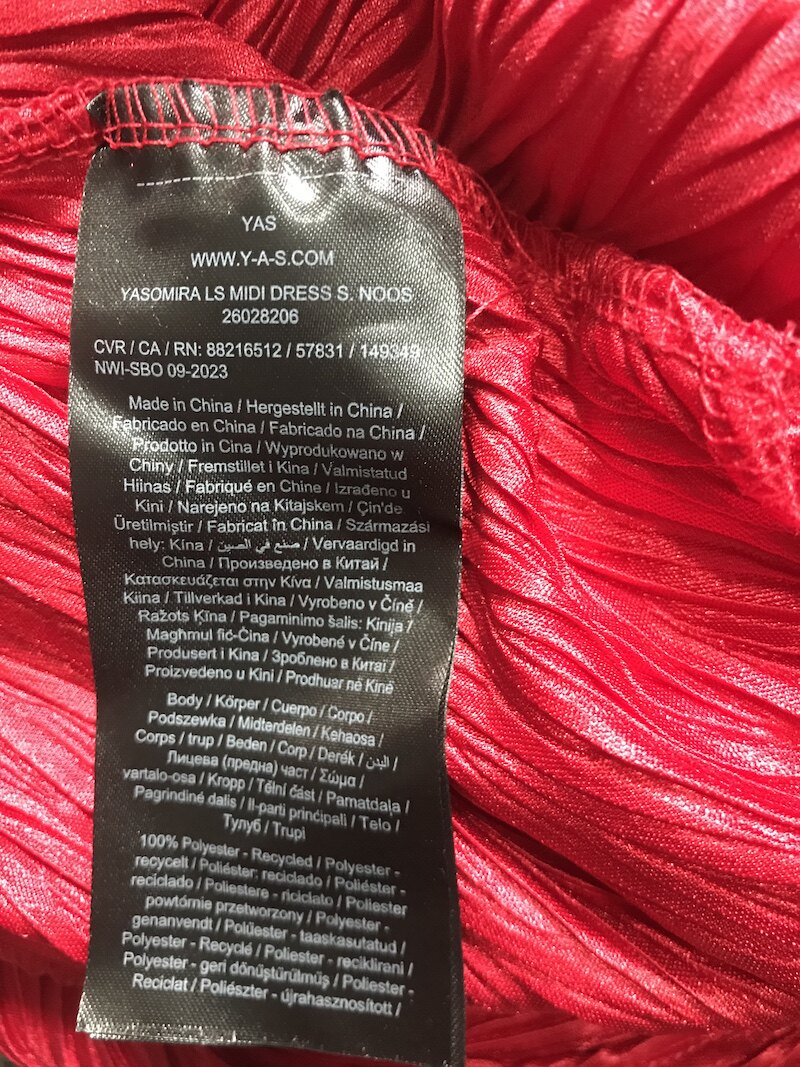 YAS
WWW.Y-A-S.COM
YASOMIRA LS MIDI DRESS S. NOOS
26028206
CVR / CA / RN: 88216512 / 57831 / 149349
NWI-SBO 09-2023
Made in China / Hergestellt in China /
Fabricado en China / Fabricado na China /
Prodotto in Cina / Wyprodukowano w
Chiny / Fremstillet i Kina / Valmistatud
Hiinas / Fabriqué en Chine / Izrađeno u
Kini / Narejeno na Kitajskem / Çin'de
Üretilmiştir / Fabricat în China / Származási
hely: Kína / صنع في الصين / Vervaardigd in
China / Произведено в Китай /
Κατασκευάζεται στην Κίνα / Valmistusmaa
Kiina / Tillverkad i Kina / Vyrobeno v Číně /
Ražots Ķīna / Pagaminimo šalis: Kinija /
Magħmul fiċ-Ċina / Vyrobené v Číne /
Produsert i Kina / Зроблено в Китаї /
Proizvedeno u Kini / Prodhuar në Kinë
Body / Körper / Cuerpo / Corpo /
Podszewka / Midterdelen / Kehaosa /
Corps / trup / Beden / Corp / Derék / البدن /
Лицева (предна) част / Σώμα /
vartalo-osa / Kropp / Tělní část / Pamatdaļa /
Pagrindinė dalis / Il-parti prinċipali / Telo /
Тулуб / Trupi
100% Polyester - Recycled / Polyester -
recycelt / Poliéster; reciclado / Poliéster -
reciclado / Poliestere - riciclato / Poliester
powtórnie przetworzony / Polyester -
genanvendt / Polüester - taaskasutatud /
Polyester - Recyclé / Poliester - reciklirani /
Polyester - geri dönüştürülmüş / Poliester -
Reciclat / Poliészter - újrahasznosított /